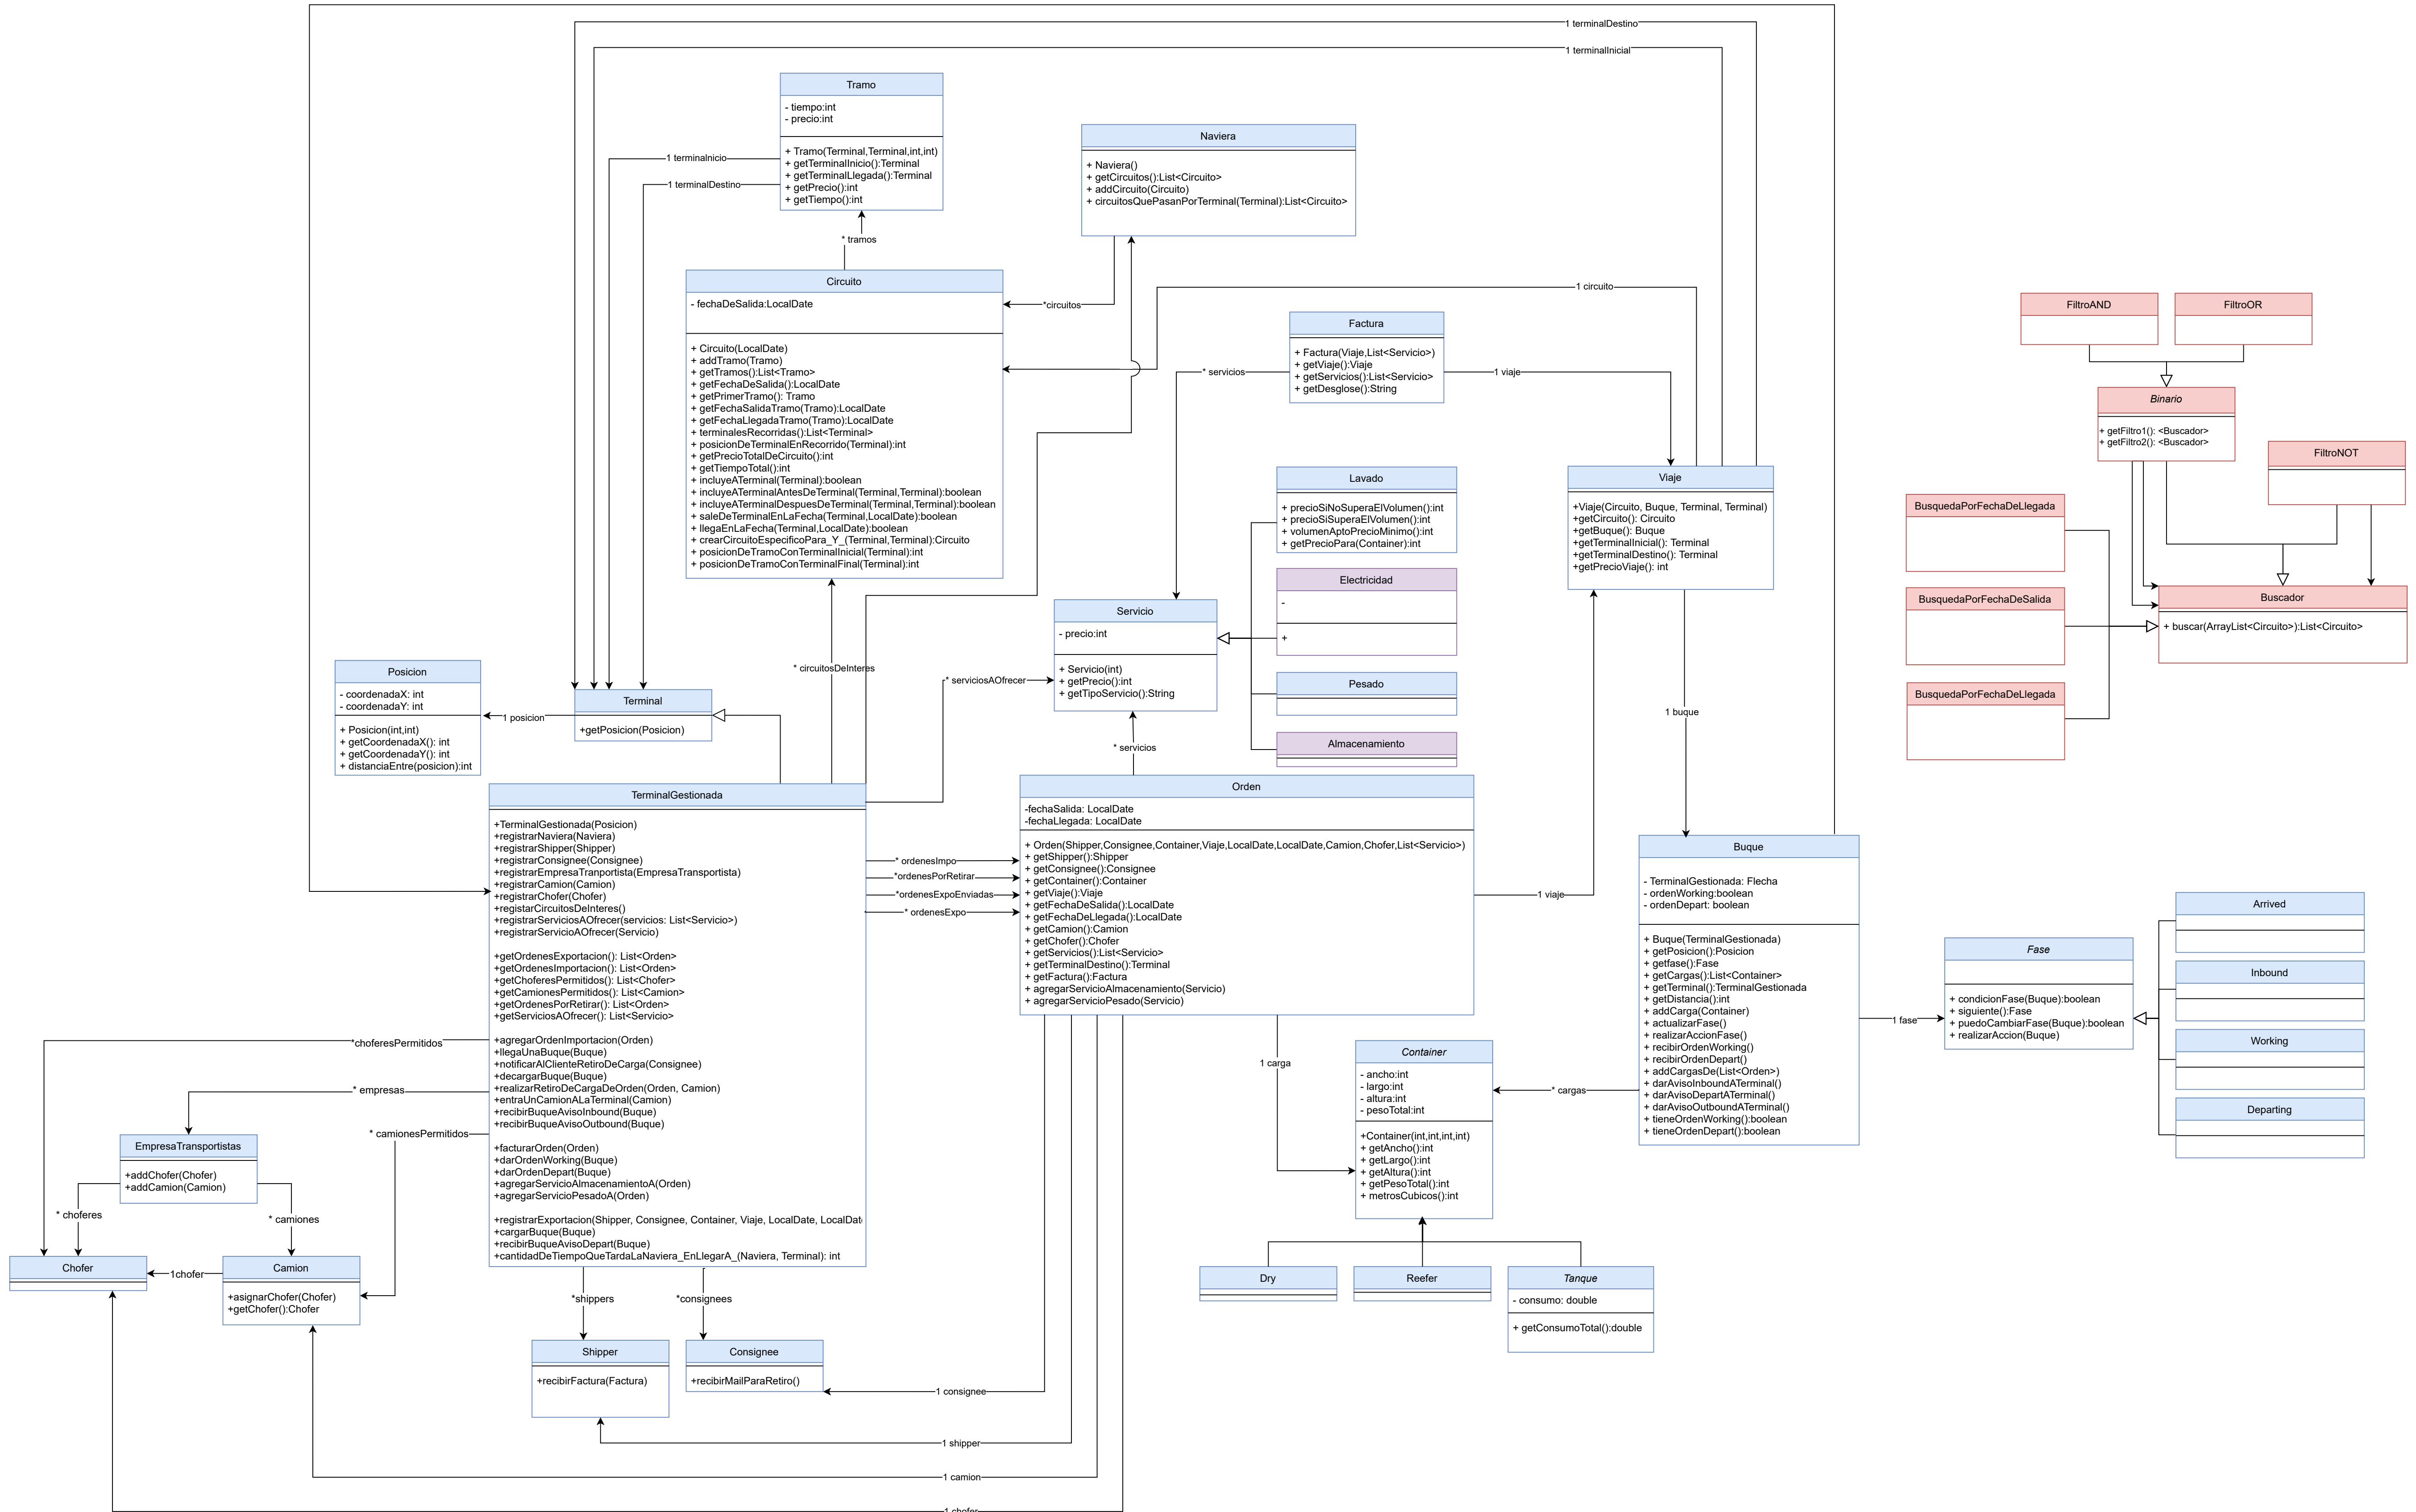 1 terminalDestino
1 terminalInicial
Tramo
- tiempo:int
- precio:int
+ Tramo(Terminal,Terminal,int,int)
+ getTerminalInicio():Terminal
+ getTerminalLlegada():Terminal
+ getPrecio():int
+ getTiempo():int
1 terminaInicio
1 terminalDestino
* tramos
Naviera
+ Naviera()
+ getCircuitos():List<Circuito>
+ addCircuito(Circuito)
+ circuitosQuePasanPorTerminal(Terminal):List<Circuito>
Circuito
- fechaDeSalida:LocalDate
+ Circuito(LocalDate)
+ addTramo(Tramo)
+ getTramos():List<Tramo>
+ getFechaDeSalida():LocalDate
+ getPrimerTramo(): Tramo
+ getFechaSalidaTramo(Tramo):LocalDate
+ getFechaLlegadaTramo(Tramo):LocalDate
+ terminalesRecorridas():List<Terminal>
+ posicionDeTerminalEnRecorrido(Terminal):int
+ getPrecioTotalDeCircuito():int
+ getTiempoTotal():int
+ incluyeATerminal(Terminal):boolean
+ incluyeATerminalAntesDeTerminal(Terminal,Terminal):boolean
+ incluyeATerminalDespuesDeTerminal(Terminal,Terminal):boolean
+ saleDeTerminalEnLaFecha(Terminal,LocalDate):boolean
+ llegaEnLaFecha(Terminal,LocalDate):boolean
+ crearCircuitoEspecificoPara_Y_(Terminal,Terminal):Circuito
+ posicionDeTramoConTerminalInicial(Terminal):int
+ posicionDeTramoConTerminalFinal(Terminal):int
*circuitos
1 circuito
Factura
+ Factura(Viaje,List<Servicio>)
+ getViaje():Viaje
+ getServicios():List<Servicio>
+ getDesglose():String
* servicios
1 viaje
FiltroAND
FiltroOR
Binario
+ getFiltro1(): <Buscador>
+ getFiltro2(): <Buscador>
FiltroNOT
BusquedaPorFechaDeLlegada
BusquedaPorFechaDeSalida
BusquedaPorFechaDeLlegada
Buscador
+ buscar(ArrayList<Circuito>):List<Circuito>
Lavado
+ precioSiNoSuperaElVolumen():int
+ precioSiSuperaElVolumen():int
+ volumenAptoPrecioMinimo():int
+ getPrecioPara(Container):int
Electricidad
-
+
Pesado
Almacenamiento
Viaje
+Viaje(Circuito, Buque, Terminal, Terminal)
+getCircuito(): Circuito
+getBuque(): Buque
+getTerminalInicial(): Terminal
+getTerminalDestino(): Terminal
+getPrecioViaje(): int
Servicio
- precio:int
+ Servicio(int)
+ getPrecio():int
+ getTipoServicio():String
* circuitosDeInteres
* serviciosAOfrecer
* servicios
1 buque
Posicion
- coordenadaX: int
- coordenadaY: int
+ Posicion(int,int)
+ getCoordenadaX(): int
+ getCoordenadaY(): int
+ distanciaEntre(posicion):int
1 posicion
Terminal
+getPosicion(Posicion)
TerminalGestionada
+TerminalGestionada(Posicion)
+registrarNaviera(Naviera)
+registrarShipper(Shipper)
+registrarConsignee(Consignee)
+registrarEmpresaTranportista(EmpresaTransportista)
+registrarCamion(Camion)
+registrarChofer(Chofer)
+registarCircuitosDeInteres()
+registrarServiciosAOfrecer(servicios: List<Servicio>)
+registrarServicioAOfrecer(Servicio)
+getOrdenesExportacion(): List<Orden>
+getOrdenesImportacion(): List<Orden>
+getChoferesPermitidos(): List<Chofer>
+getCamionesPermitidos(): List<Camion>
+getOrdenesPorRetirar(): List<Orden>
+getServiciosAOfrecer(): List<Servicio>
+agregarOrdenImportacion(Orden)
+llegaUnaBuque(Buque)
+notificarAlClienteRetiroDeCarga(Consignee)
+decargarBuque(Buque)
+realizarRetiroDeCargaDeOrden(Orden, Camion)
+entraUnCamionALaTerminal(Camion)
+recibirBuqueAvisoInbound(Buque)
+recibirBuqueAvisoOutbound(Buque)
+facturarOrden(Orden)
+darOrdenWorking(Buque)
+darOrdenDepart(Buque)
+agregarServicioAlmacenamientoA(Orden)
+agregarServicioPesadoA(Orden)
+registrarExportacion(Shipper, Consignee, Container, Viaje, LocalDate, LocalDat
+cargarBuque(Buque)
+recibirBuqueAvisoDepart(Buque)
+cantidadDeTiempoQueTardaLaNaviera_EnLlegarA_(Naviera, Terminal): int
* ordenesImpo
*ordenesPorRetirar
*ordenesExpoEnviadas
* ordenesExpo
Orden
-fechaSalida: LocalDate
-fechaLlegada: LocalDate
+ Orden(Shipper,Consignee,Container,Viaje,LocalDate,LocalDate,Camion,Chofer,List<Servicio>)
+ getShipper():Shipper
+ getConsignee():Consignee
+ getContainer():Container
+ getViaje():Viaje
+ getFechaDeSalida():LocalDate
+ getFechaDeLlegada():LocalDate
+ getCamion():Camion
+ getChofer():Chofer
+ getServicios():List<Servicio>
+ getTerminalDestino():Terminal
+ getFactura():Factura
+ agregarServicioAlmacenamiento(Servicio)
+ agregarServicioPesado(Servicio)
1 viaje
Buque
- TerminalGestionada: Flecha
- ordenWorking:boolean
- ordenDepart: boolean
+ Buque(TerminalGestionada)
+ getPosicion():Posicion
+ getfase():Fase
+ getCargas():List<Container>
+ getTerminal():TerminalGestionada
+ getDistancia():int
+ addCarga(Container)
+ actualizarFase()
+ realizarAccionFase()
+ recibirOrdenWorking()
+ recibirOrdenDepart()
+ addCargasDe(List<Orden>)
+ darAvisoInboundATerminal()
+ darAvisoDepartATerminal()
+ darAvisoOutboundATerminal()
+ tieneOrdenWorking():boolean
+ tieneOrdenDepart():boolean
1 fase
Fase
+ condicionFase(Buque):boolean
+ siguiente():Fase
+ puedoCambiarFase(Buque):boolean
+ realizarAccion(Buque)
Arrived
Inbound
Working
Departing
*choferesPermitidos
* empresas
* camionesPermitidos
EmpresaTransportistas
+addChofer(Chofer)
+addCamion(Camion)
* choferes
* camiones
Chofer
1chofer
Camion
+asignarChofer(Chofer)
+getChofer():Chofer
1 carga
* cargas
Container
- ancho:int
- largo:int
- altura:int
- pesoTotal:int
+Container(int,int,int,int)
+ getAncho():int
+ getLargo():int
+ getAltura():int
+ getPesoTotal():int
+ metrosCubicos():int
Dry
Reefer
Tanque
- consumo: double
+ getConsumoTotal():double
*shippers
*consignees
Shipper
+recibirFactura(Factura)
Consignee
+recibirMailParaRetiro()
1 consignee
1 shipper
1 camion
1 chofer